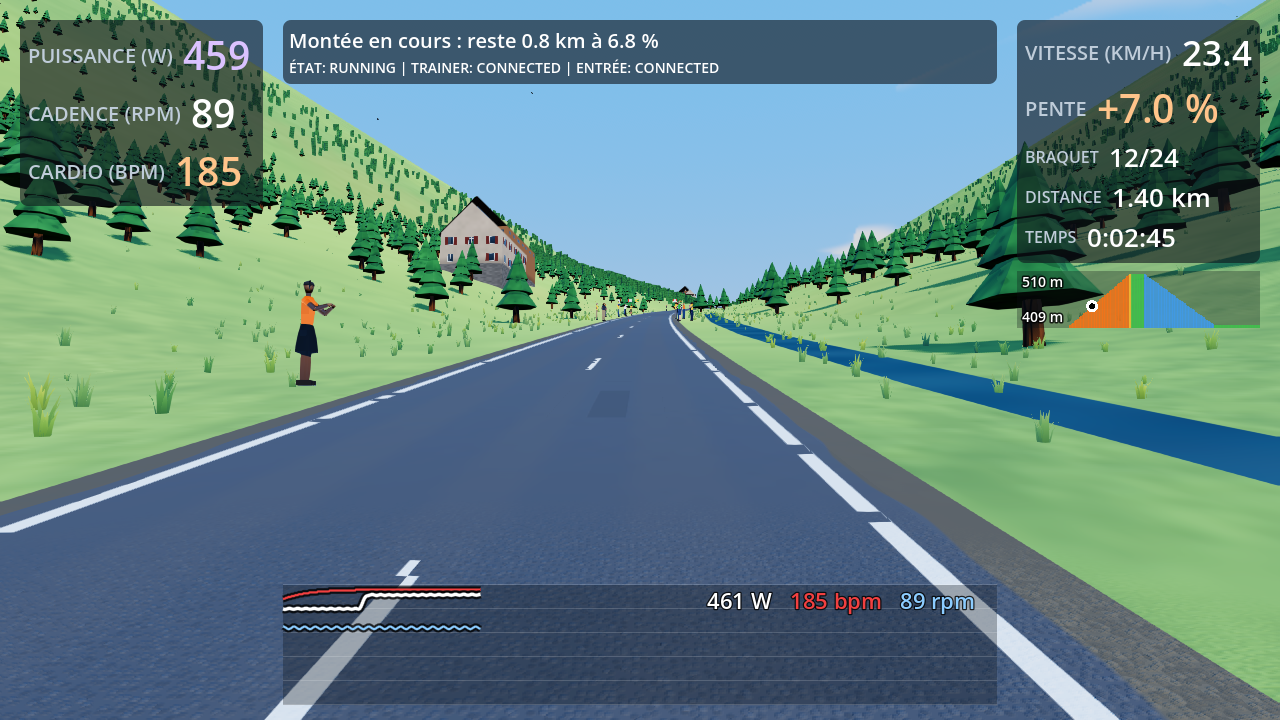 PUISSANCE (W) 459
CADENCE (RPM) 89
CARDIO (BPM) 185
Montée en cours : reste 0.8 km à 6.8 %
ÉTAT: RUNNING | TRAINER: CONNECTED | ENTRÉE: CONNECTED
VITESSE (KM/H) 23.4
PENTE +7.0 %
BRAQUET 12/24
DISTANCE 1.40 km
TEMPS 0:02:45
510 m
409 m
461 W 185 bpm 89 rpm